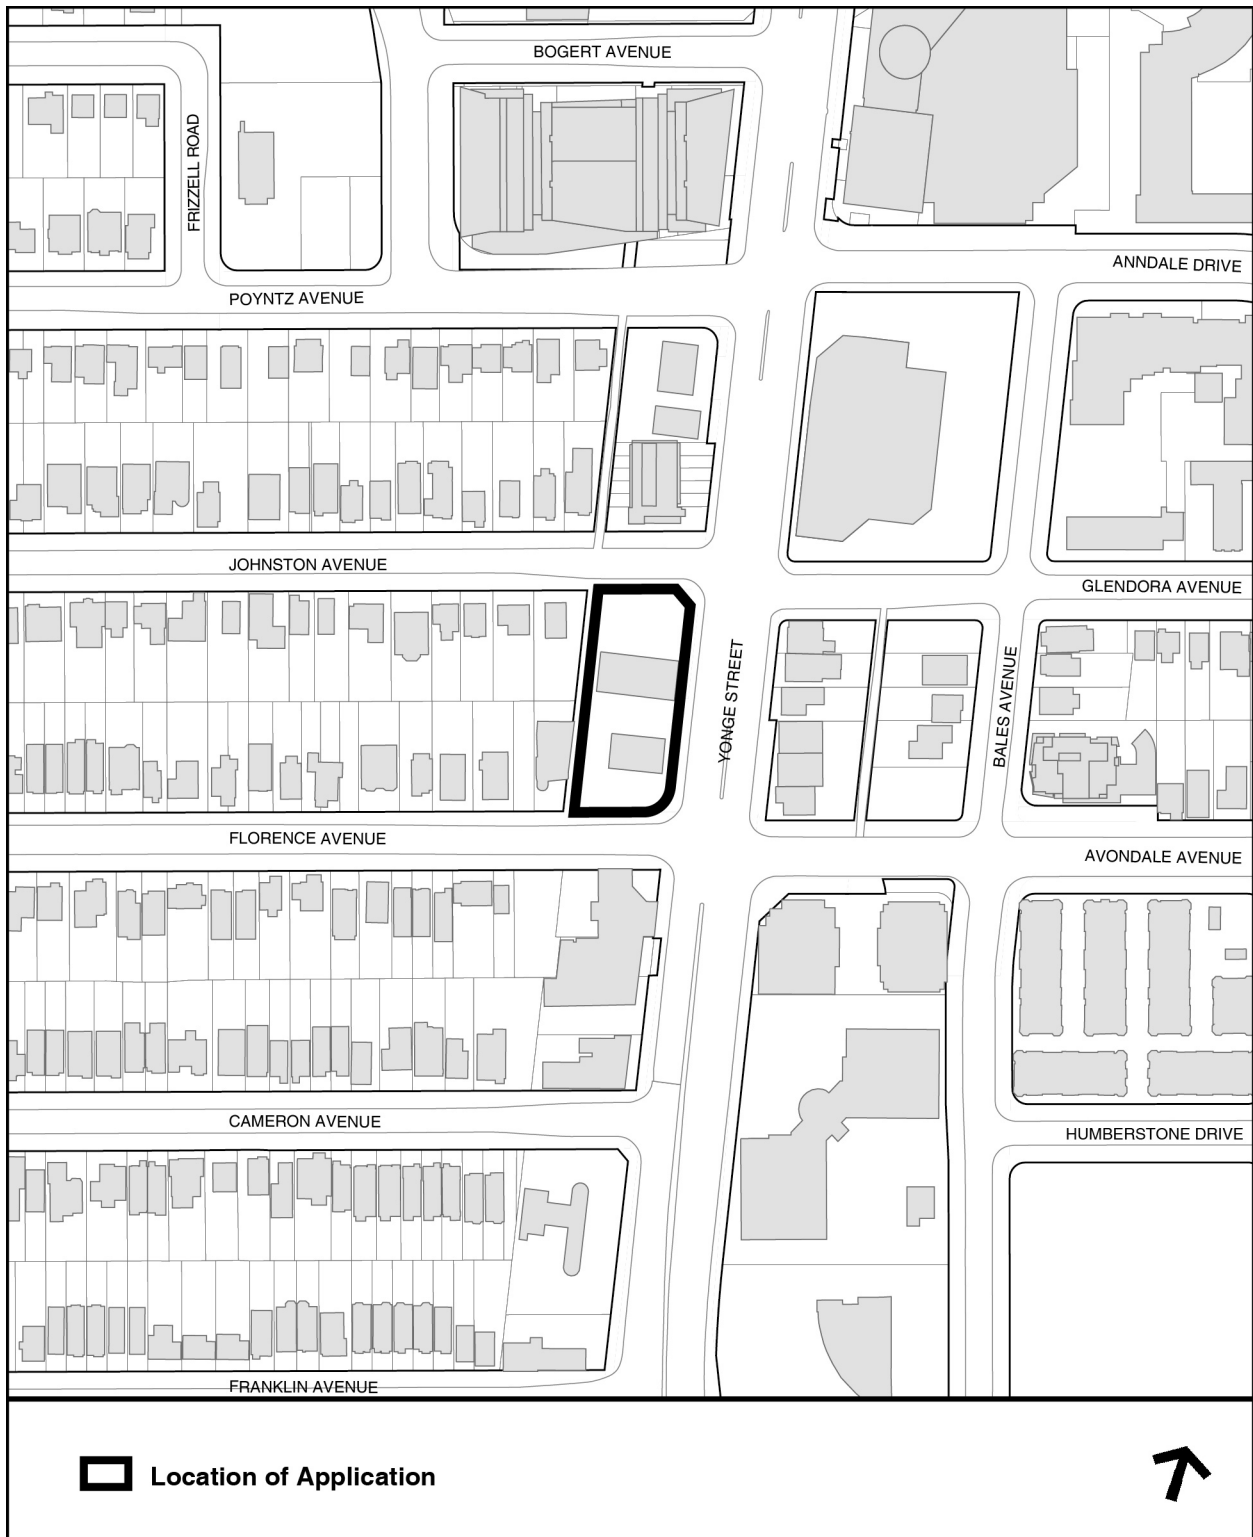 BOGERT AVENUE
FRIZZELL ROAD
ANNDALE DRIVE
POYNTZ AVENUE
JOHNSTON AVENUE
GLENDORA AVENUE
YONGE STREET
BALES AVENUE
FLORENCE AVENUE
AVONDALE AVENUE
CAMERON AVENUE
HUMBERSTONE DRIVE
FRANKLIN AVENUE
Location of Application